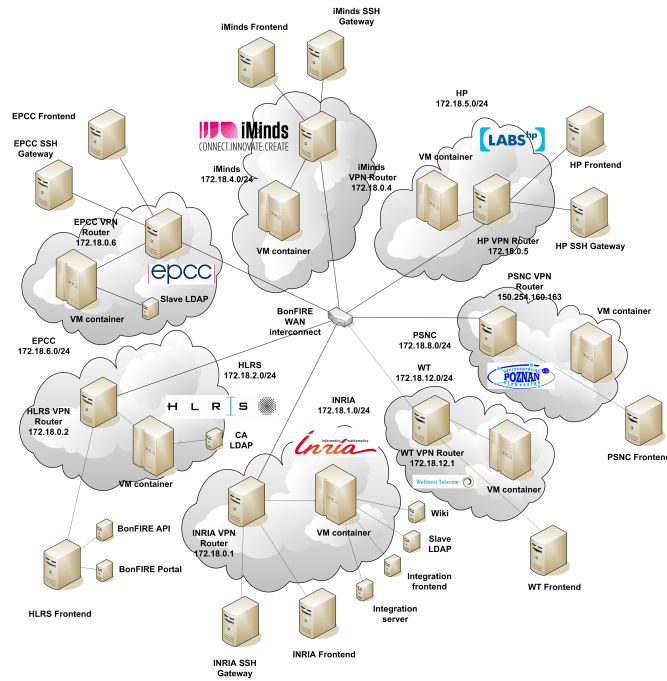 iMinds SSH
Gateway
iMinds Frontend
HP
172.18.5.0/24
EPCC Frontend
iMinds
CONNECT.INNOVATE.CREATE
LABS hp
EPCC SSH
Gateway
VM container
HP Frontend
iMinds
172.18.4.0/24
iMinds
VPN Router
172.18.0.4
EPCC VPN
Router
172.18.0.6
VM container
HP VPN Router
172.18.0.5
HP SSH Gateway
epcc
Slave LDAP
VM container
PSNC VPN
Router
150.254.160.163
VM container
BonFIRE
WAN
interconnect
EPCC
172.18.6.0/24
PSNC
172.18.8.0/24
HLRS
172.18.2.0/24
WT
172.18.12.0/24
POZNAŃ
HLRS VPN
Router
172.18.0.2
H L R I S
INRIA
172.18.1.0/24
CA
LDAP
VM container
informatics mathematics
Inria
WT VPN Router
172.18.12.1
PSNC Frontend
Wellness Telecom
VM container
BonFIRE API
INRIA VPN
Router
172.18.0.1
VM container
Wiki
Slave
LDAP
BonFIRE Portal
Integration
frontend
HLRS Frontend
Integration
server
WT Frontend
INRIA SSH
Gateway
INRIA Frontend